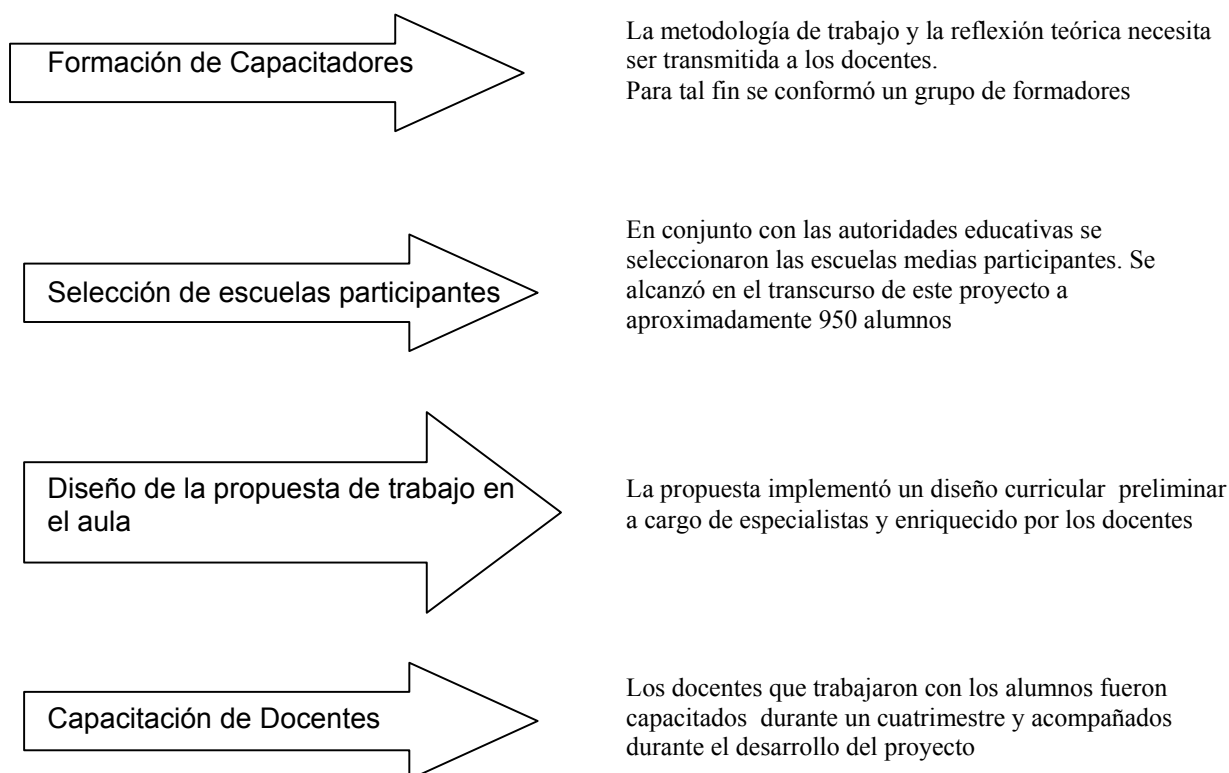 Formación de Capacitadores
La metodología de trabajo y la reflexión teórica necesita
ser transmitida a los docentes.
Para tal fin se conformó un grupo de formadores
Selección de escuelas participantes
En conjunto con las autoridades educativas se
seleccionaron las escuelas medias participantes. Se
alcanzó en el transcurso de este proyecto a
aproximadamente 950 alumnos
Diseño de la propuesta de trabajo en
el aula
La propuesta implementó un diseño curricular preliminar
a cargo de especialistas y enriquecido por los docentes
Capacitación de Docentes
Los docentes que trabajaron con los alumnos fueron
capacitados durante un cuatrimestre y acompañados
durante el desarrollo del proyecto